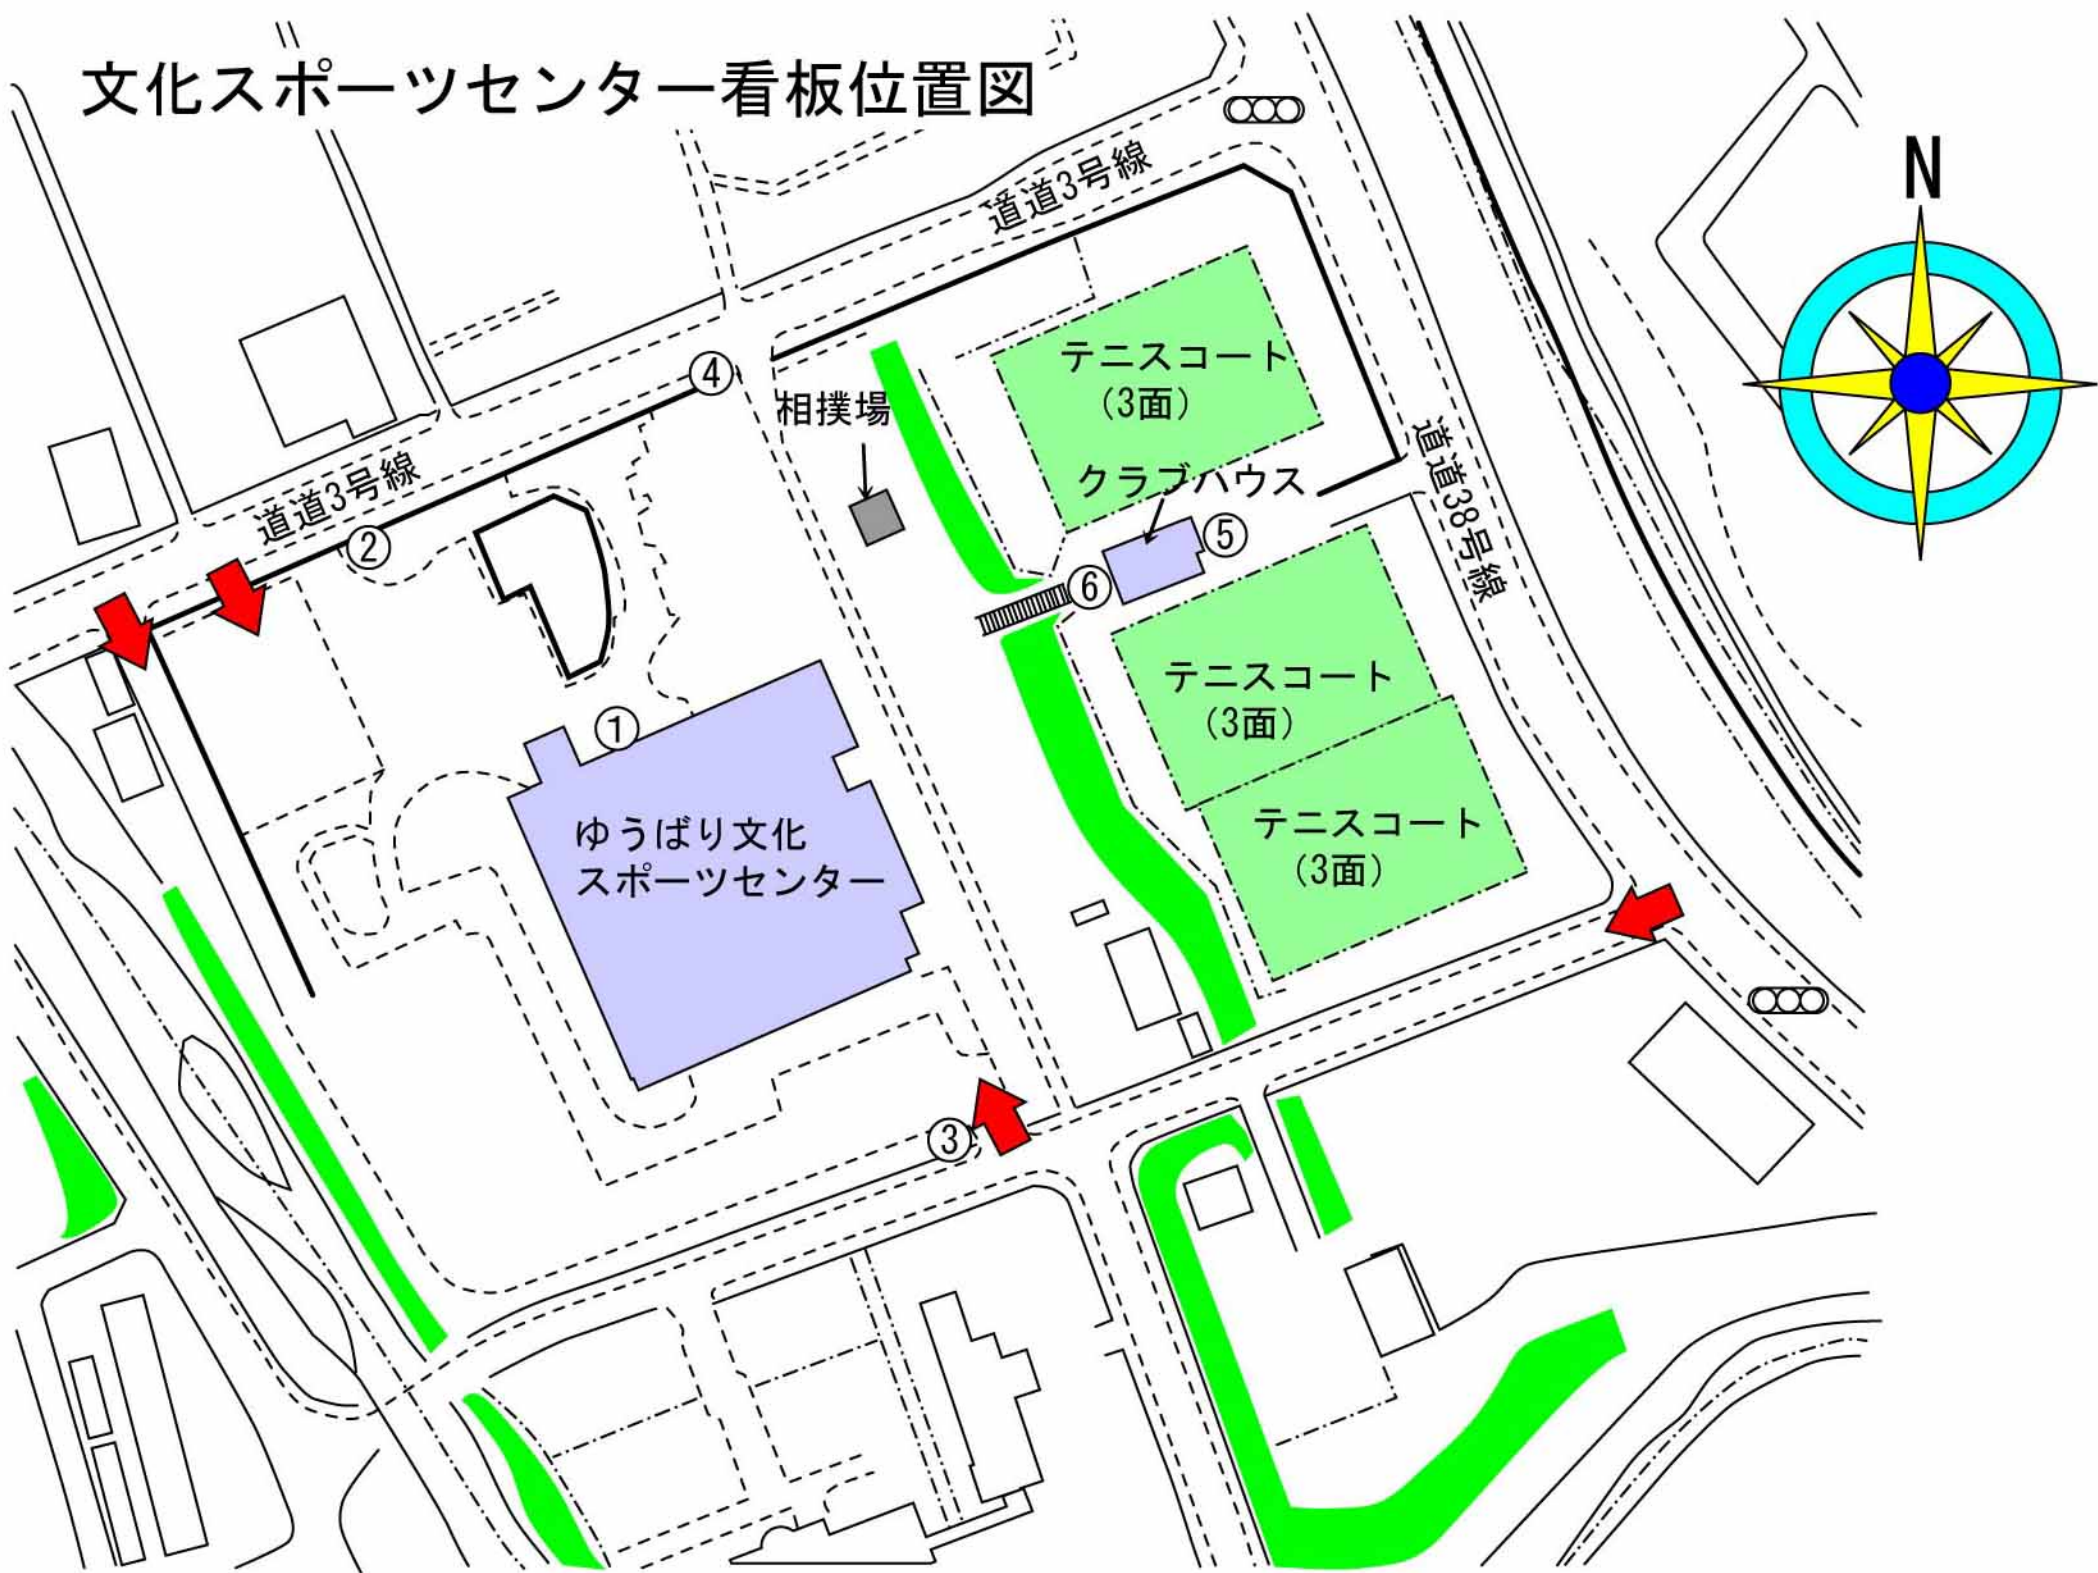 文化スポーツセンター看板位置図
道道3号線
N
テニスコート
（3面）
④
相撲場
道道3号線
②
クラブハウス
⑤
道道38号線
⑥
テニスコート
（3面）
①
ゆうばり文化
スポーツセンター
テニスコート
（3面）
③